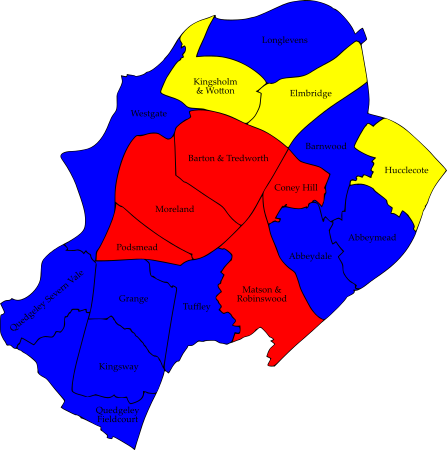 Longlevens
Kingsholm
& Wotton
Elmbridge
Westgate
Barnwood
Barton & Tredworth
Hucclecote
Coney Hill
Moreland
Abbeymead
Podsmead
Abbeydale
Quedgeley Severn Vale
Grange
Matson &
Robinswood
Tuffley
Kingsway
Quedgeley
Fieldcourt